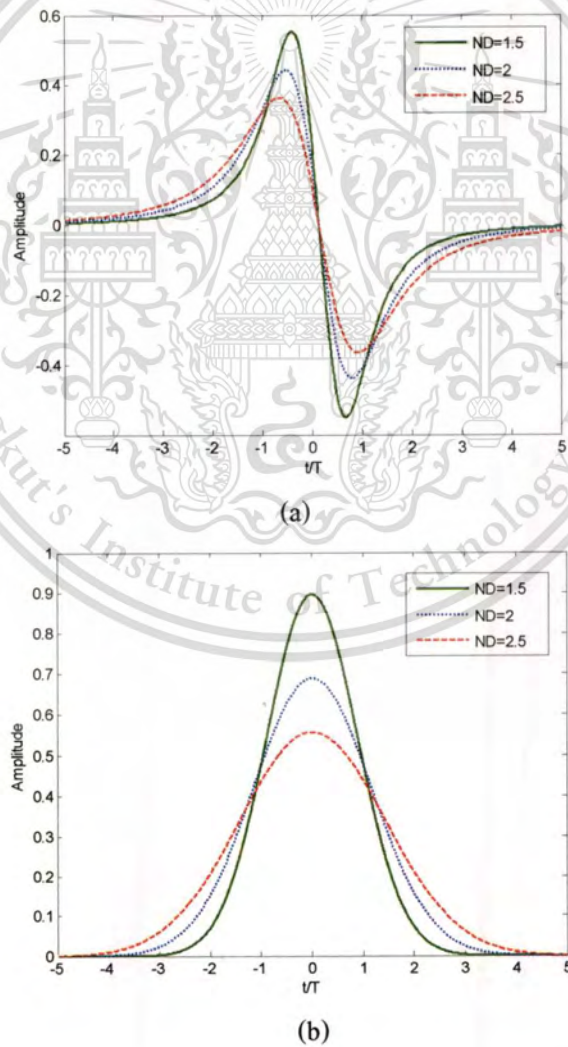 0.6
0.4
0.2
0
-0.2
-0.4
Amplitude
ND=1.5
ND=2
ND=2.5
-5 -4 -3 -2 -1 0 1 2 3 4 5
t/T
(a)
kut's Institute of Technology
1
0.9
0.8
0.7
0.6
0.5
0.4
0.3
0.2
0.1
0
Amplitude
ND=1.5
ND=2
ND=2.5
-5 -4 -3 -2 -1 0 1 2 3 4 5
t/T
(b)